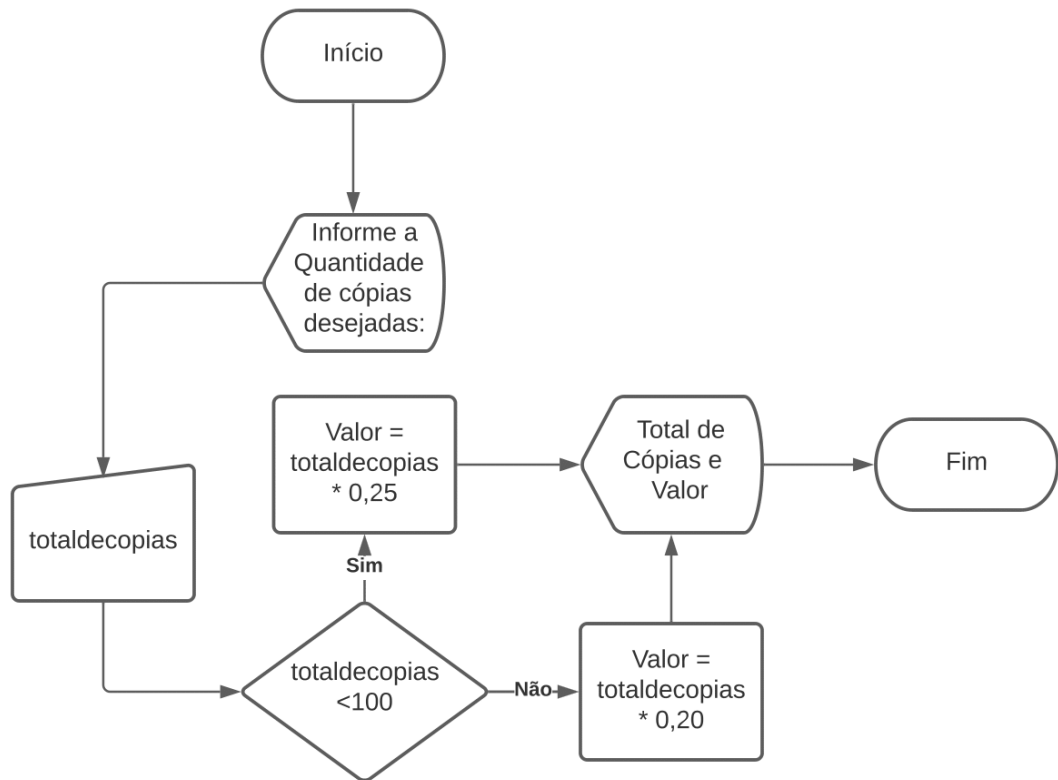 Início
Informe a
Quantidade
de cópias
desejadas:
totaldecopias
totaldecopias
<100
Sim
Valor =
totaldecopias
* 0,25
Não
Valor =
totaldecopias
* 0,20
Total de
Cópias e
Valor
Fim